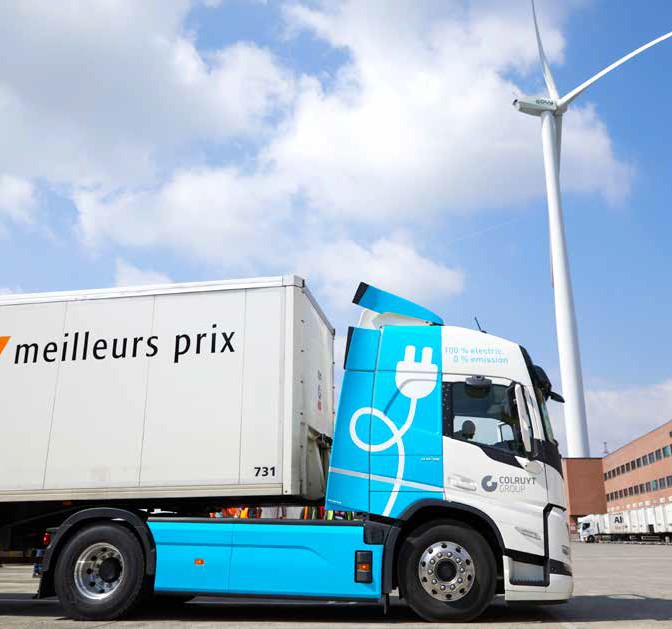 meilleurs prix
731
100 % electric
0 % emission
COLRUYT
GROUP